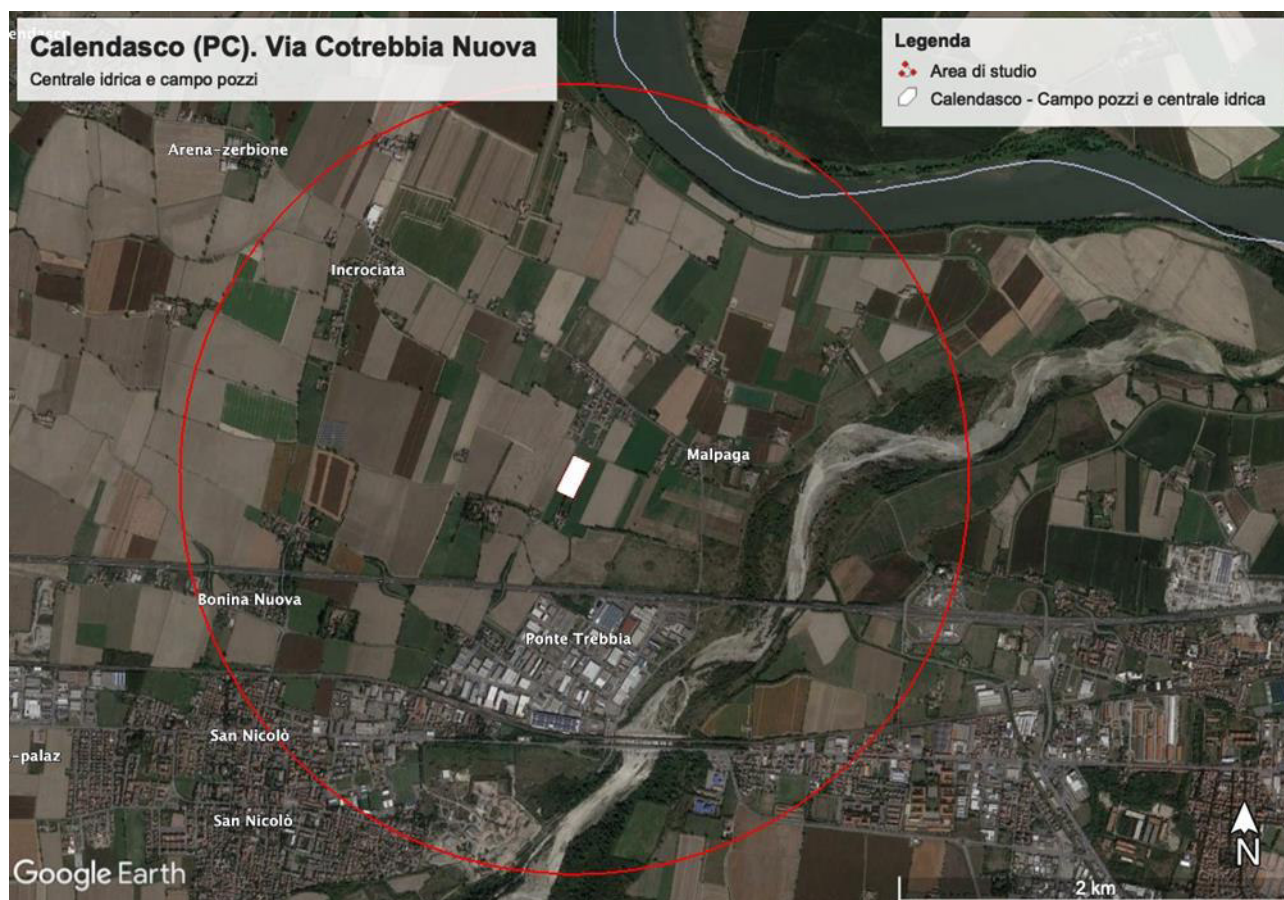 Calendasco (PC). Via Cotrebbia Nuova
Centrale idrica e campo pozzi
Legenda
Area di studio
Calendasco - Campo pozzi e centrale idrica
Arena-zerbione
Incrociata
Malpaga
Bonina Nuova
Ponte Trebbia
San Nicolò
-palaz
San Nicolò
Google Earth
N
2 km